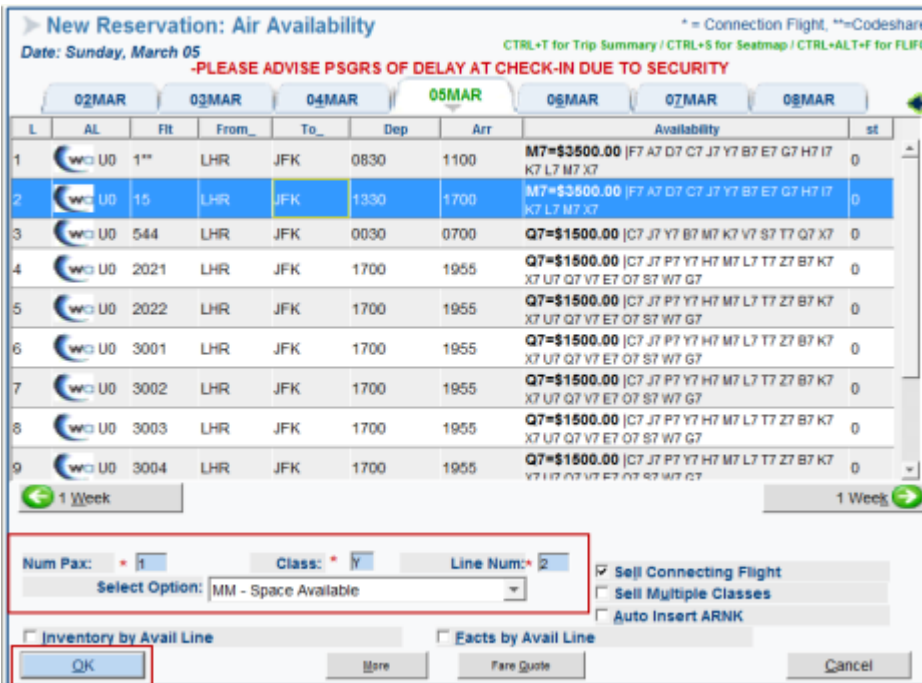 New Reservation: Air Availability
* = Connection Flight, **=Codeshare
Date: Sunday, March 05
CTRL+T for Trip Summary / CTRL+S for Seatmap / CTRL+ALT+F for FLIFO
-PLEASE ADVISE PSGRS OF DELAY AT CHECK-IN DUE TO SECURITY
02MAR 03MAR 04MAR 05MAR 06MAR 07MAR 08MAR
L AL Flt From_ To_ Dep Arr Availability st
1 U0 1** LHR JFK 0830 1100 M7=$3500.00 |F7 A7 D7 C7 J7 Y7 B7 E7 G7 H7 I7 0
K7 L7 M7 X7
2 U0 15 LHR JFK 1330 1700 M7=$3500.00 |F7 A7 D7 C7 J7 Y7 B7 E7 G7 H7 I7 0
K7 L7 M7 X7
3 U0 544 LHR JFK 0030 0700 Q7=$1500.00 |C7 J7 Y7 B7 M7 K7 V7 S7 T7 Q7 X7 0
4 U0 2021 LHR JFK 1700 1955 Q7=$1500.00 |C7 J7 P7 Y7 H7 M7 L7 T7 Z7 B7 K7 0
X7 U7 Q7 V7 E7 O7 S7 W7 G7
5 U0 2022 LHR JFK 1700 1955 Q7=$1500.00 |C7 J7 P7 Y7 H7 M7 L7 T7 Z7 B7 K7 0
X7 U7 Q7 V7 E7 O7 S7 W7 G7
6 U0 3001 LHR JFK 1700 1955 Q7=$1500.00 |C7 J7 P7 Y7 H7 M7 L7 T7 Z7 B7 K7 0
X7 U7 Q7 V7 E7 O7 S7 W7 G7
7 U0 3002 LHR JFK 1700 1955 Q7=$1500.00 |C7 J7 P7 Y7 H7 M7 L7 T7 Z7 B7 K7 0
X7 U7 Q7 V7 E7 O7 S7 W7 G7
8 U0 3003 LHR JFK 1700 1955 Q7=$1500.00 |C7 J7 P7 Y7 H7 M7 L7 T7 Z7 B7 K7 0
X7 U7 Q7 V7 E7 O7 S7 W7 G7
9 U0 3004 LHR JFK 1700 1955 Q7=$1500.00 |C7 J7 P7 Y7 H7 M7 L7 T7 Z7 B7 K7 0
X7 U7 Q7 V7 E7 O7 S7 W7 G7
1 Week 1 Week
Num Pax: * 1 Class: * Y Line Num:* 2
Select Option: MM - Space Available
Sell Connecting Flight
Sell Multiple Classes
Auto Insert ARNK
Inventory by Avail Line Facts by Avail Line
OK More Fare Quote Cancel